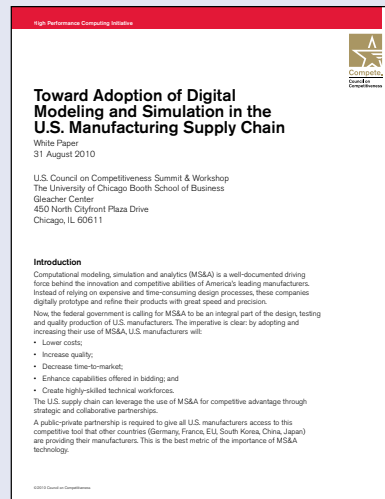 High Performance Computing Initiative
Compete.
Council on
Competitiveness
Toward Adoption of Digital
Modeling and Simulation in the
U.S. Manufacturing Supply Chain
White Paper
31 August 2010
U.S. Council on Competitiveness Summit & Workshop
The University of Chicago Booth School of Business
Gleacher Center
450 North Cityfront Plaza Drive
Chicago, IL 60611
Introduction
Computational modeling, simulation and analytics (MS&A) is a well-documented driving
force behind the innovation and competitive abilities of America's leading manufacturers.
Instead of relying on expensive and time-consuming design processes, these companies
digitally prototype and refine their products with great speed and precision.
Now, the federal government is calling for MS&A to be an integral part of the design, testing
and quality production of U.S. manufacturers. The imperative is clear: by adopting and
increasing their use of MS&A, U.S. manufacturers will:
• Lower costs;
• Increase quality;
• Decrease time-to-market;
• Enhance capabilities offered in bidding; and
• Create highly-skilled technical workforces.
The U.S. supply chain can leverage the use of MS&A for competitive advantage through
strategic and collaborative partnerships.
A public-private partnership is required to give all U.S. manufacturers access to this
competitive tool that other countries (Germany, France, EU, South Korea, China, Japan)
are providing their manufacturers. This is the best metric of the importance of MS&A
technology.
©2010 Council on Competitiveness